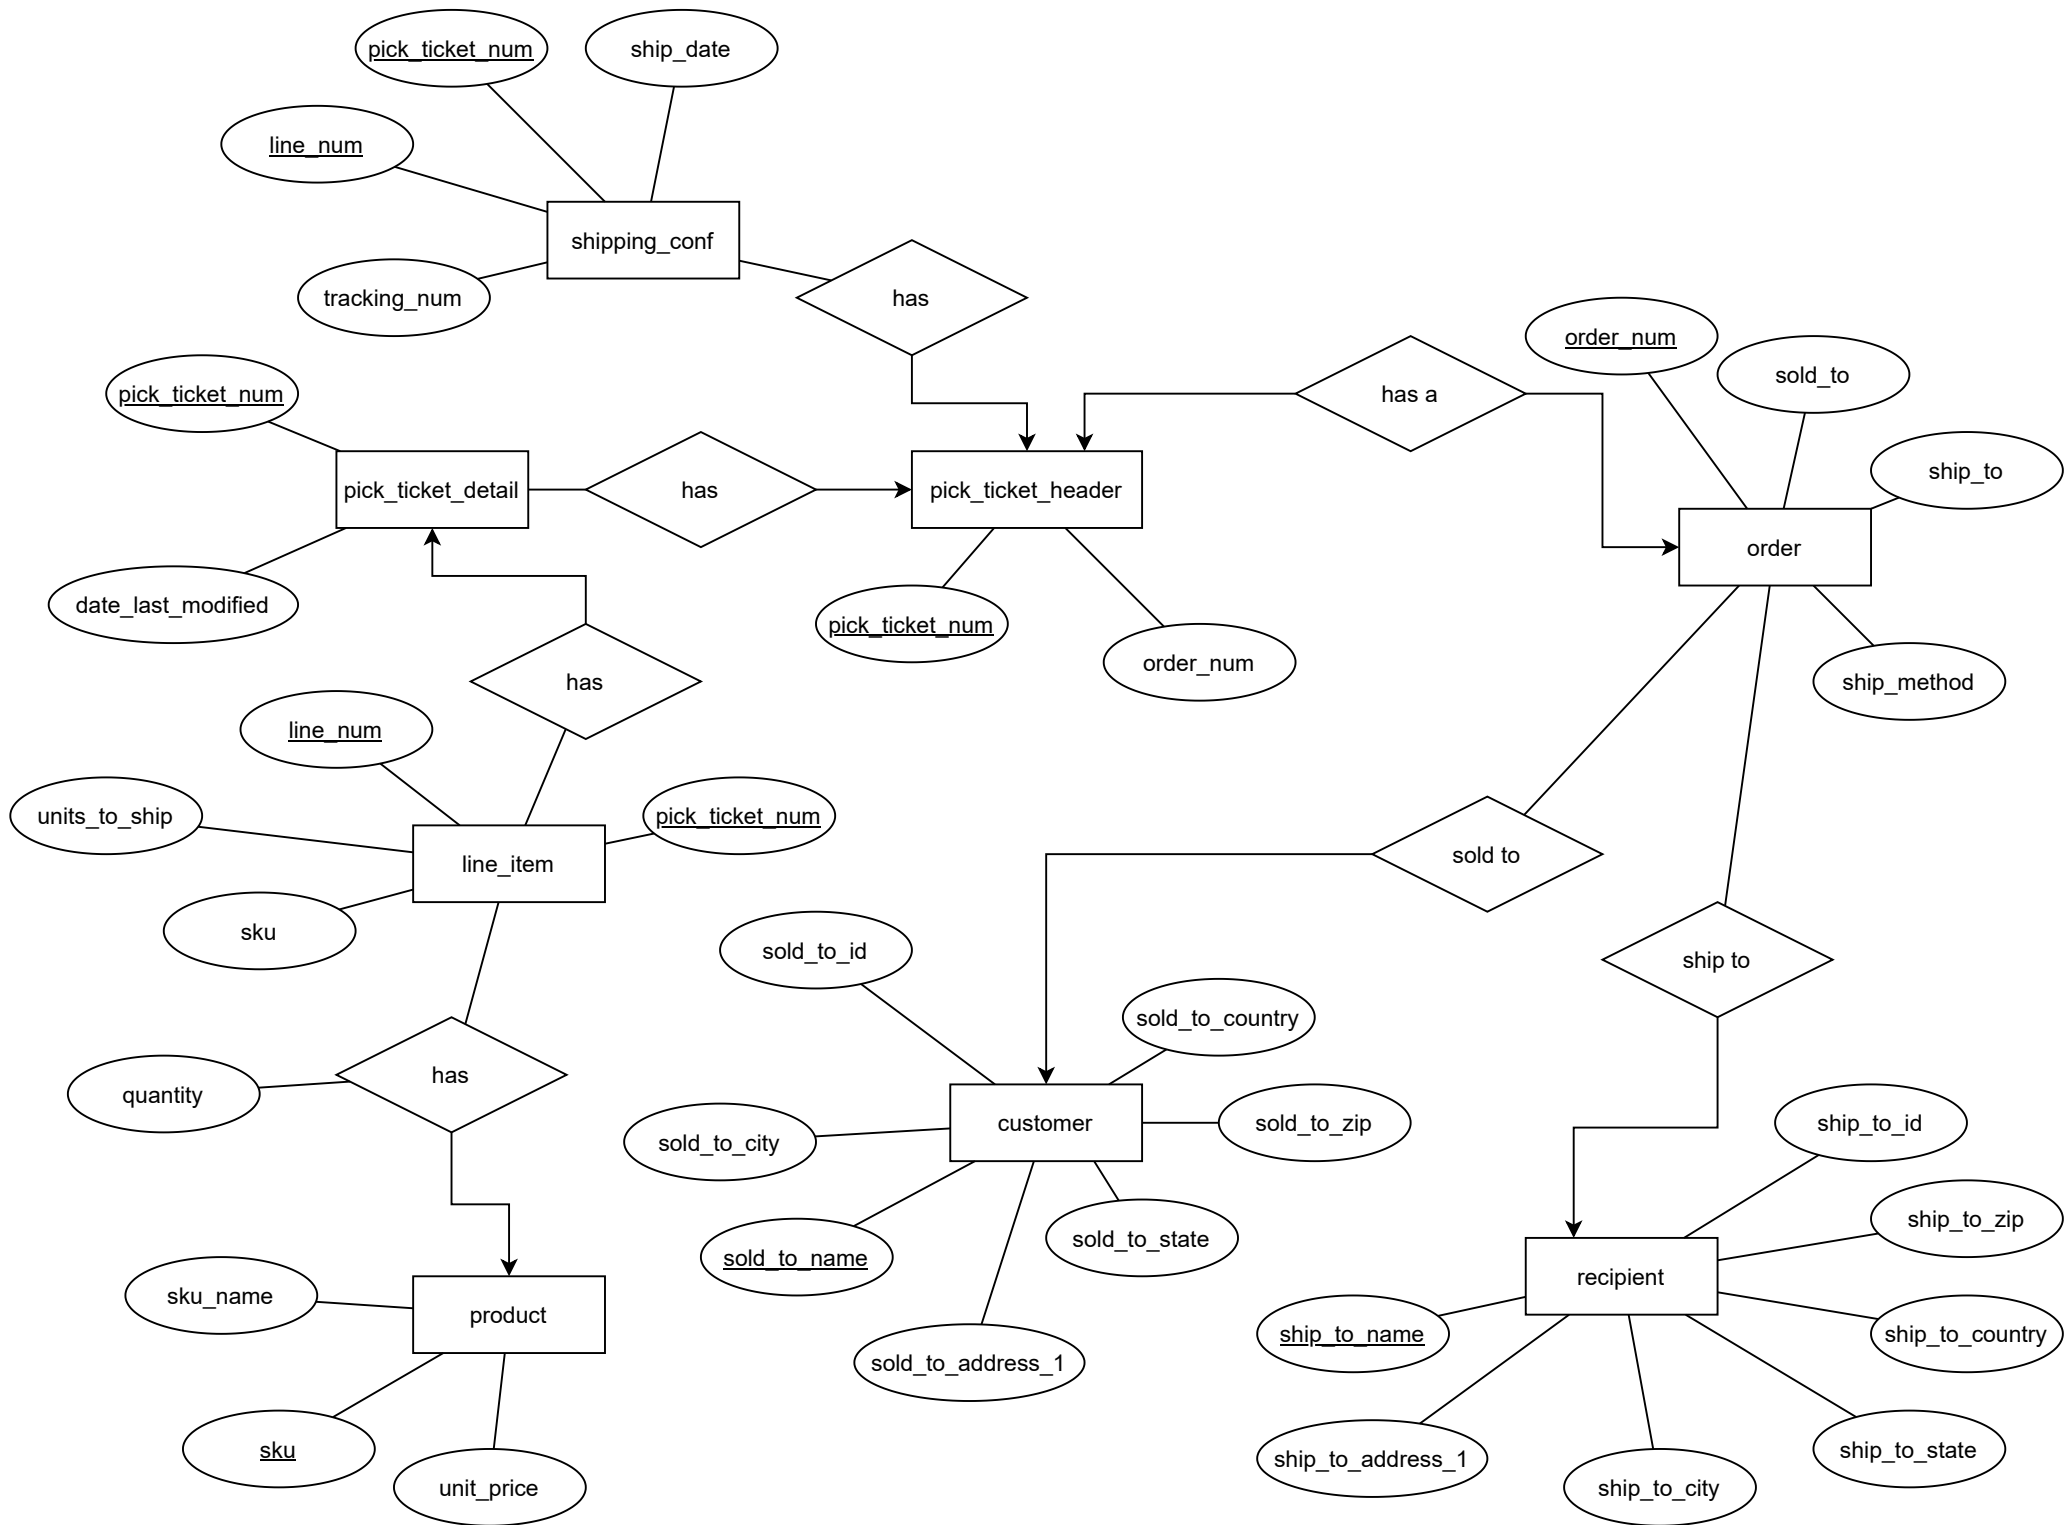 pick_ticket_num
ship_date
line_num
shipping_conf
tracking_num
has
order_num
sold_to
has a
pick_ticket_num
ship_to
pick_ticket_detail
has
pick_ticket_header
order
date_last_modified
pick_ticket_num
order_num
ship_method
has
line_num
units_to_ship
pick_ticket_num
line_item
sold to
sku
sold_to_id
ship to
sold_to_country
has
quantity
customer
sold_to_zip
ship_to_id
sold_to_city
ship_to_zip
sold_to_state
sold_to_name
recipient
sku_name
product
ship_to_name
ship_to_country
sold_to_address_1
sku
ship_to_state
ship_to_address_1
unit_price
ship_to_city